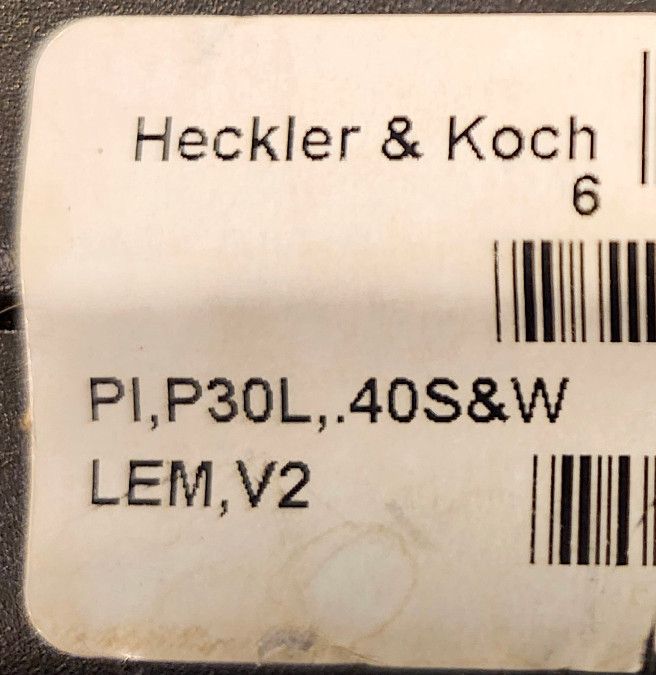 Heckler & Koch
6
PI,P30L,.40S&W
LEM,V2